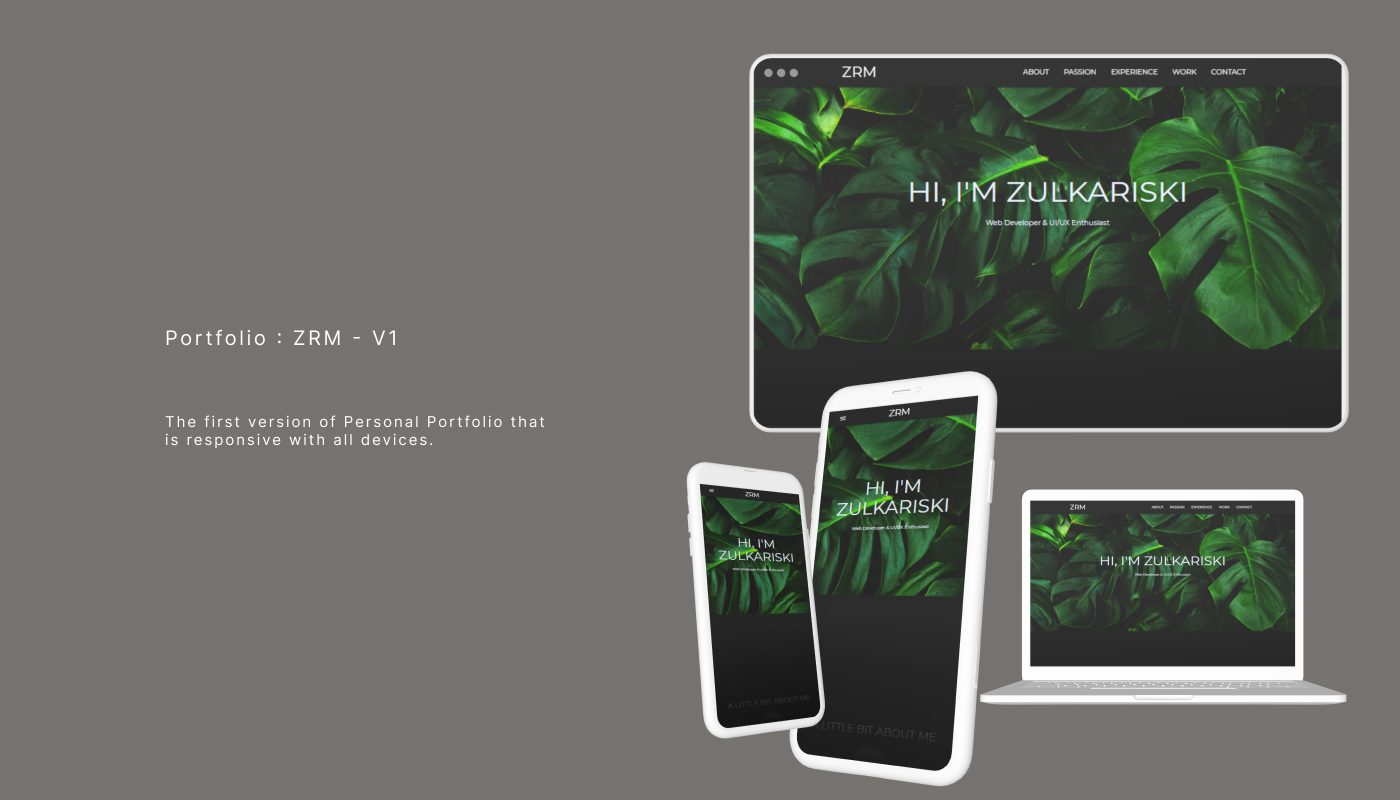 Portfolio : ZRM - V1
The first version of Personal Portfolio that
is responsive with all devices.
ZRM ABOUT PASSION EXPERIENCE WORK CONTACT
HI, I'M ZULKARISKI
Web Developer & UI/UX Enthusiast
ZRM
HI, I'M
ZULKARISKI
Web Developer & UI/UX Enthusiast
A LITTLE BIT ABOUT ME
ZRM
HI, I'M
ZULKARISKI
Web Developer & UI/UX Enthusiast
LITTLE BIT ABOUT ME
ZRM ABOUT PASSION EXPERIENCE WORK CONTACT
HI, I'M ZULKARISKI
Web Developer & UI/UX Enthusiast